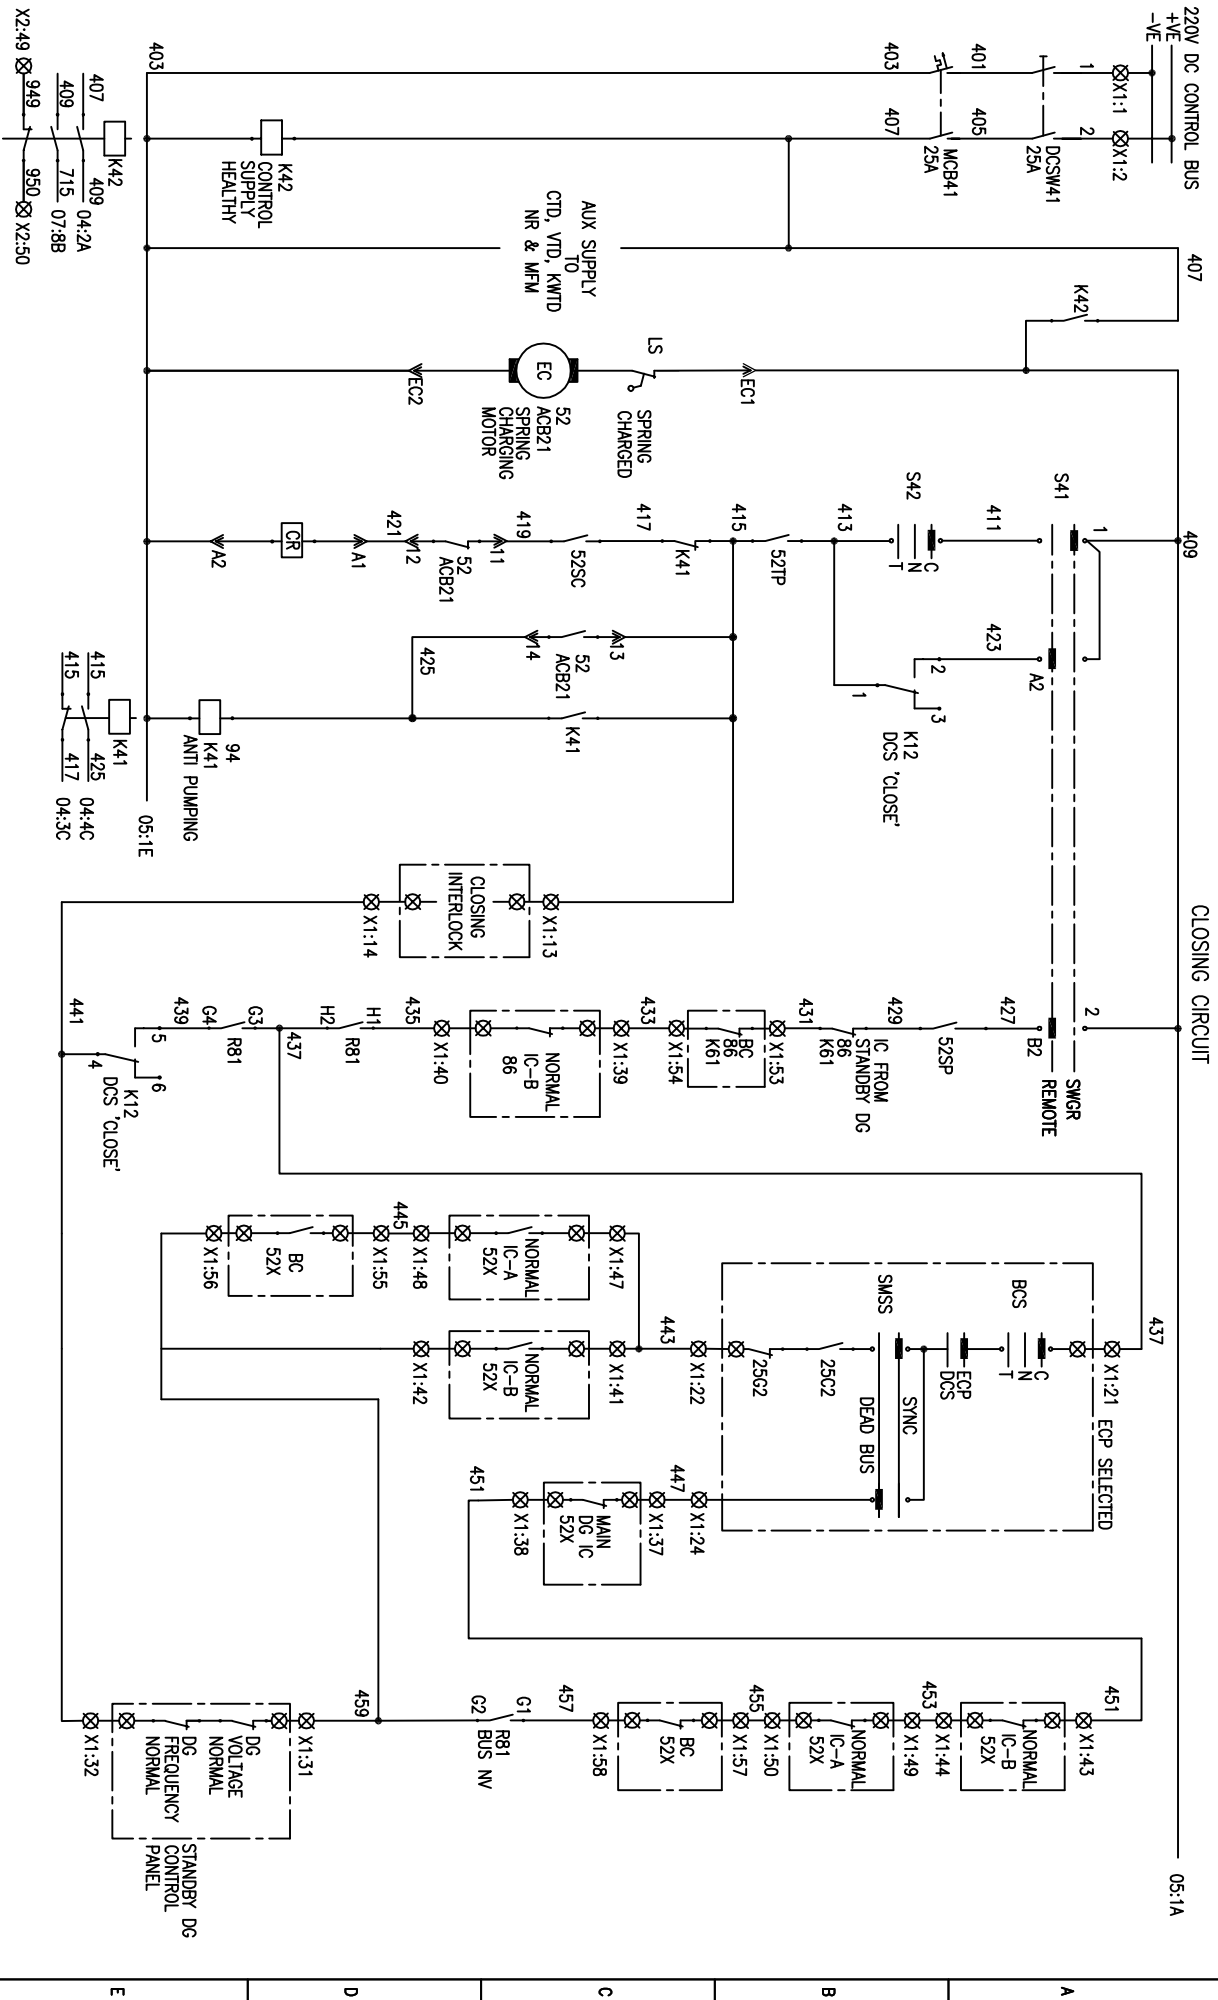 CLOSING CIRCUIT
220V DC CONTROL BUS
+VE
-VE
1
X1:1
2
X1:2
401
405
DCSW41
25A
403
407
MCB41
25A
403
K42
CONTROL
SUPPLY
HEALTHY
407
409
949
K42
409
715
950
04:2A
07:8B
X2:49
X2:50
407
K42
AUX SUPPLY
TO
CTD, VTD, KWTD
NR & MFM
EC1
LS
SPRING
CHARGED
EC
52
ACB21
SPRING
CHARGING
MOTOR
EC2
409
S41
1
A2
411
423
S42
C
N
T
413
2
1
3
K12
DCS 'CLOSE'
52TP
415
K41
417
52SC
419
11
52
ACB21
12
421
A1
CR
A2
13
52
ACB21
14
425
K41
94
K41
ANTI PUMPING
05:1E
415
415
K41
425
417
04:4C
04:3C
X1:13
CLOSING
INTERLOCK
X1:14
2
SWGR
REMOTE
B2
427
52SP
429
IC FROM
STANDBY DG
86
K61
431
X1:53
BC
86
K61
X1:54
433
X1:39
NORMAL
IC-B
86
X1:40
435
H1
R81
H2
437
G3
R81
G4
439
5
6
4
K12
DCS 'CLOSE'
441
437
X1:21
ECP SELECTED
BCS
C
N
T
ECP
DCS
SMSS
SYNC
DEAD BUS
25C2
25G2
X1:22
X1:24
443
447
X1:47
NORMAL
IC-A
52X
X1:48
445
X1:55
BC
52X
X1:56
X1:41
NORMAL
IC-B
52X
X1:42
X1:37
MAIN
DG IC
52X
X1:38
451
451
X1:43
NORMAL
IC-B
52X
X1:44
453
X1:49
NORMAL
IC-A
52X
X1:50
455
X1:57
BC
52X
X1:58
457
G1
R81
BUS NV
G2
459
X1:31
DG
VOLTAGE
NORMAL
DG
FREQUENCY
NORMAL
X1:32
STANDBY DG
CONTROL
PANEL
05:1A
A
B
C
D
E